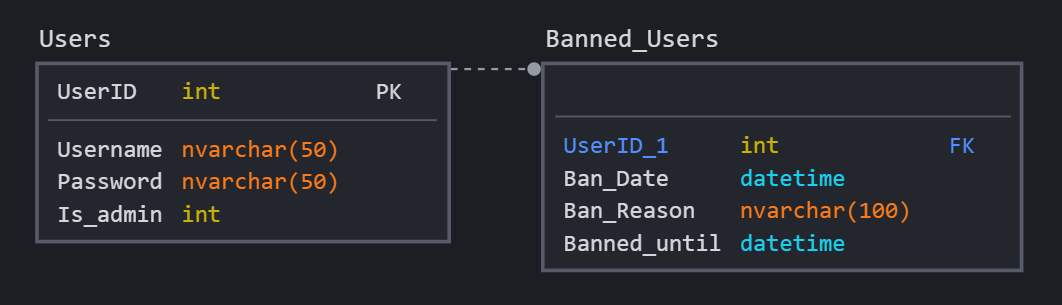 Users
UserID int PK
Username nvarchar(50)
Password nvarchar(50)
Is_admin int
Banned_Users
UserID_1 int FK
Ban_Date datetime
Ban_Reason nvarchar(100)
Banned_until datetime